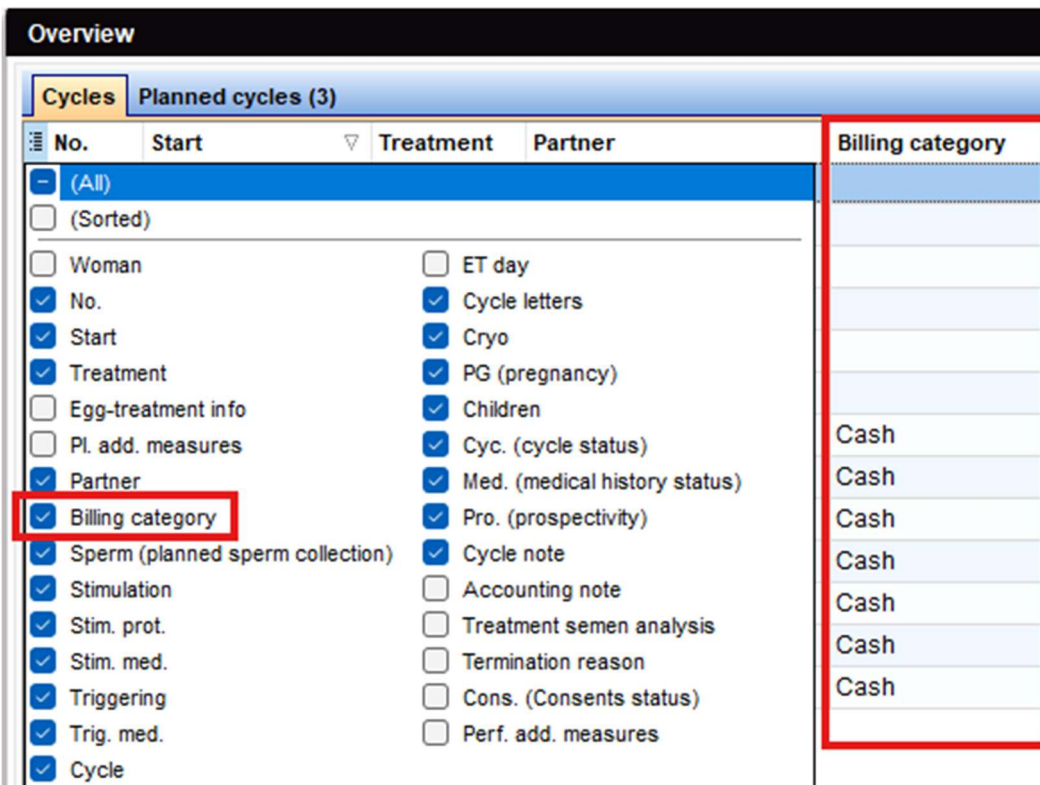 Overview
Cycles Planned cycles (3)
No. Start Treatment Partner Billing category
(All)
(Sorted)
Woman
No.
Start
Treatment
Egg-treatment info
Pl. add. measures
Partner
Billing category
Sperm (planned sperm collection)
Stimulation
Stim. prot.
Stim. med.
Triggering
Trig. med.
Cycle
ET day
Cycle letters
Cryo
PG (pregnancy)
Children
Cyc. (cycle status)
Med. (medical history status)
Pro. (prospectivity)
Cycle note
Accounting note
Treatment semen analysis
Termination reason
Cons. (Consents status)
Perf. add. measures
Cash
Cash
Cash
Cash
Cash
Cash
Cash